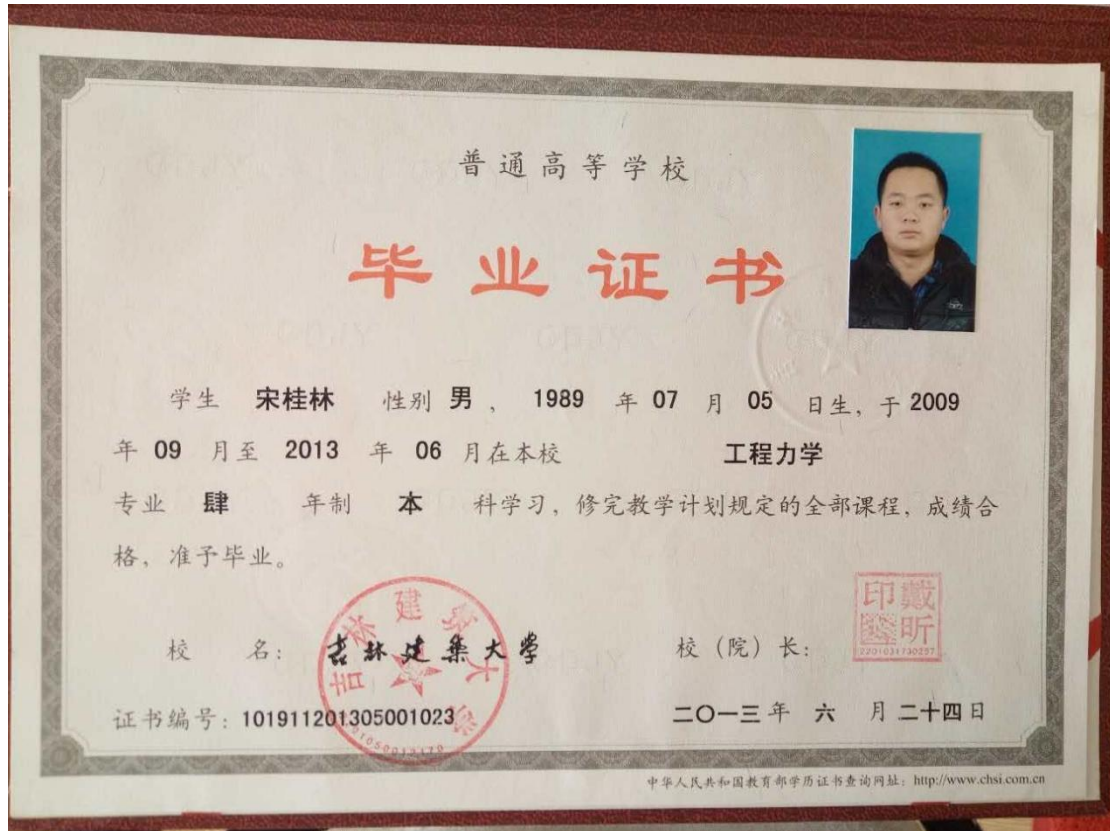 普通高等学校
毕业证书
学生 宋桂林 性别 男 ， 1989 年 07 月 05 日生，于 2009
年 09 月至 2013 年 06 月在本校 工程力学
专业 肆 年制 本 科学习，修完教学计划规定的全部课程，成绩合
格，准予毕业。
校 名： 吉林建筑大学
校（院）长：
戴昕印
2201031730257
证书编号：101911201305001023
二〇一三年 六 月 二十四日
中华人民共和国教育部学历证书查询网址：http://www.chsi.com.cn